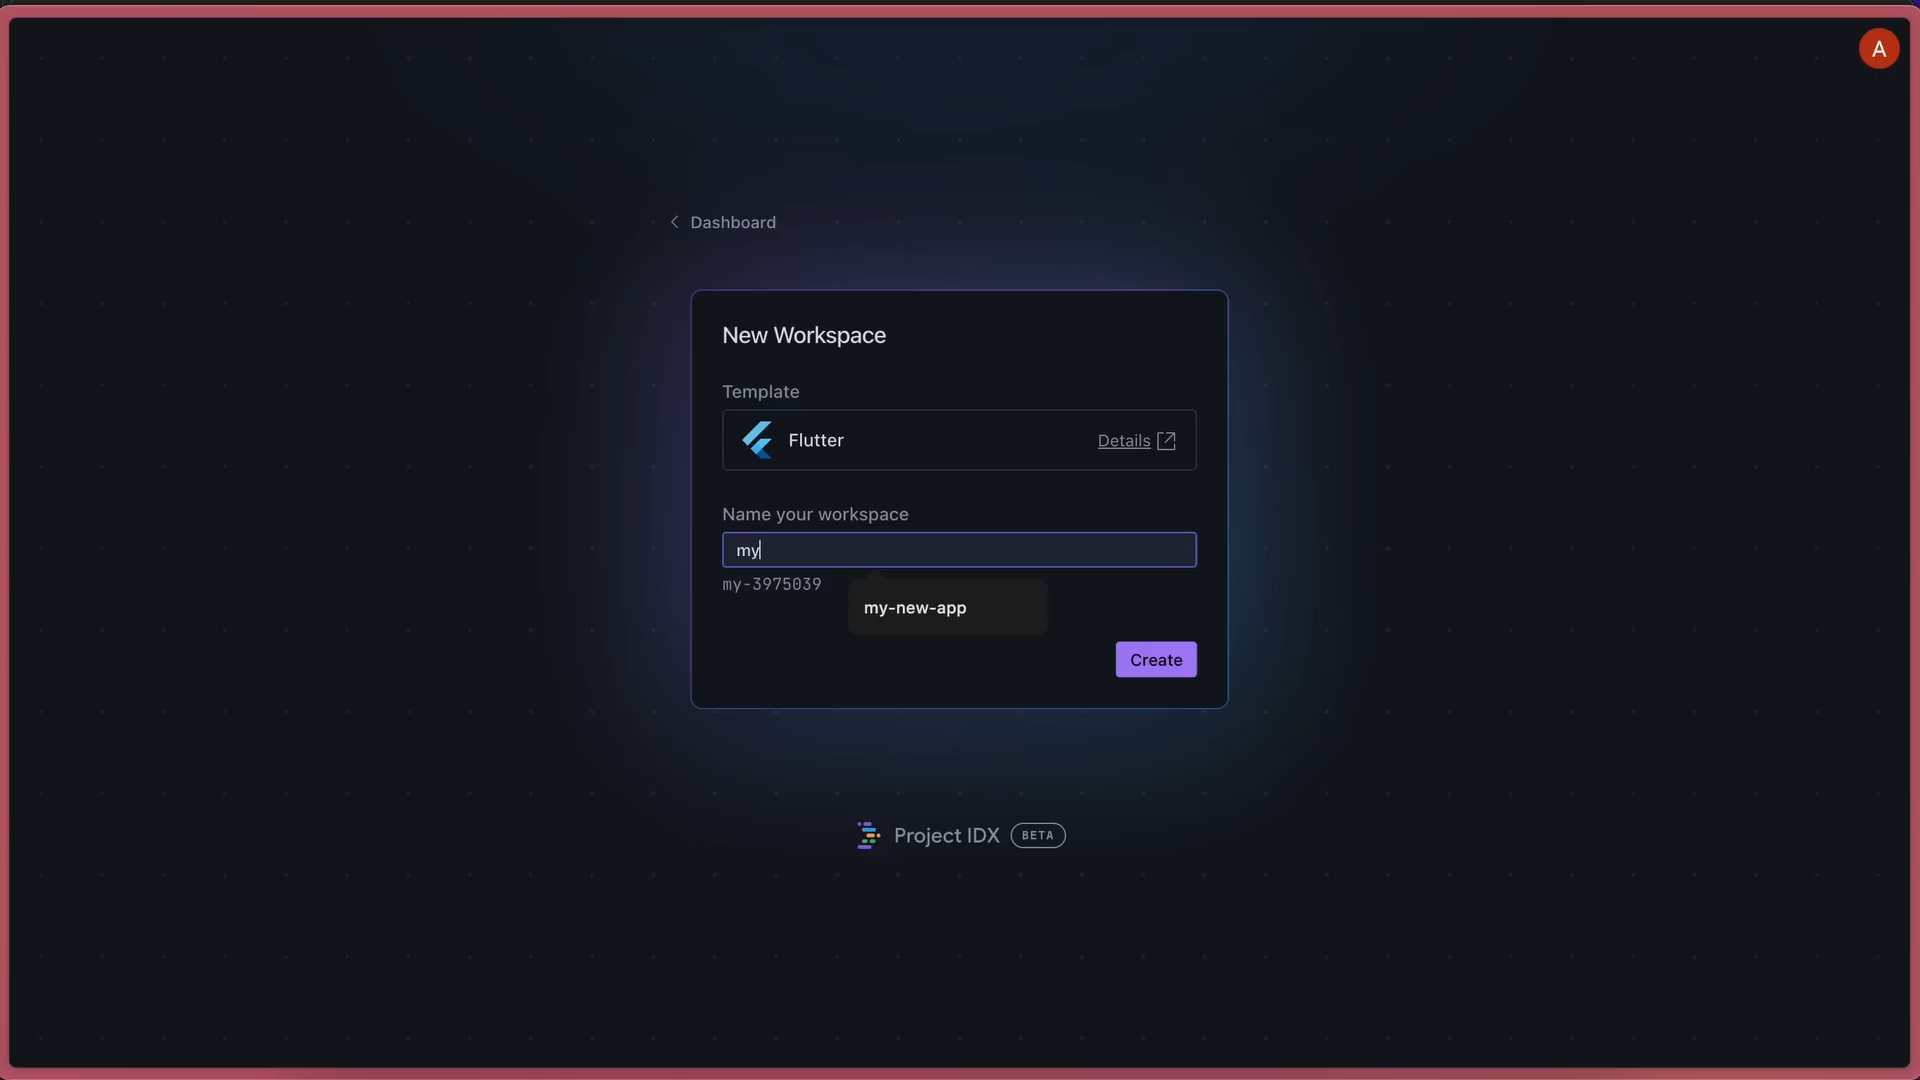 A
Dashboard
New Workspace
Template
Flutter
Details
Name your workspace
my
my-3975039
my-new-app
Create
Project IDX BETA